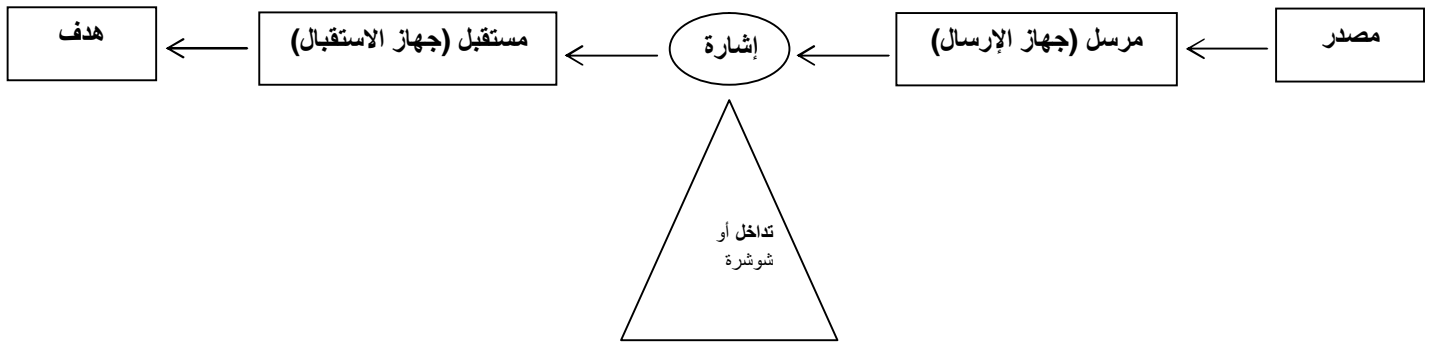 مصدر
مرسل (جهاز الإرسال)
إشارة
مستقبل (جهاز الاستقبال)
هدف
تداخل أو
شوشرة